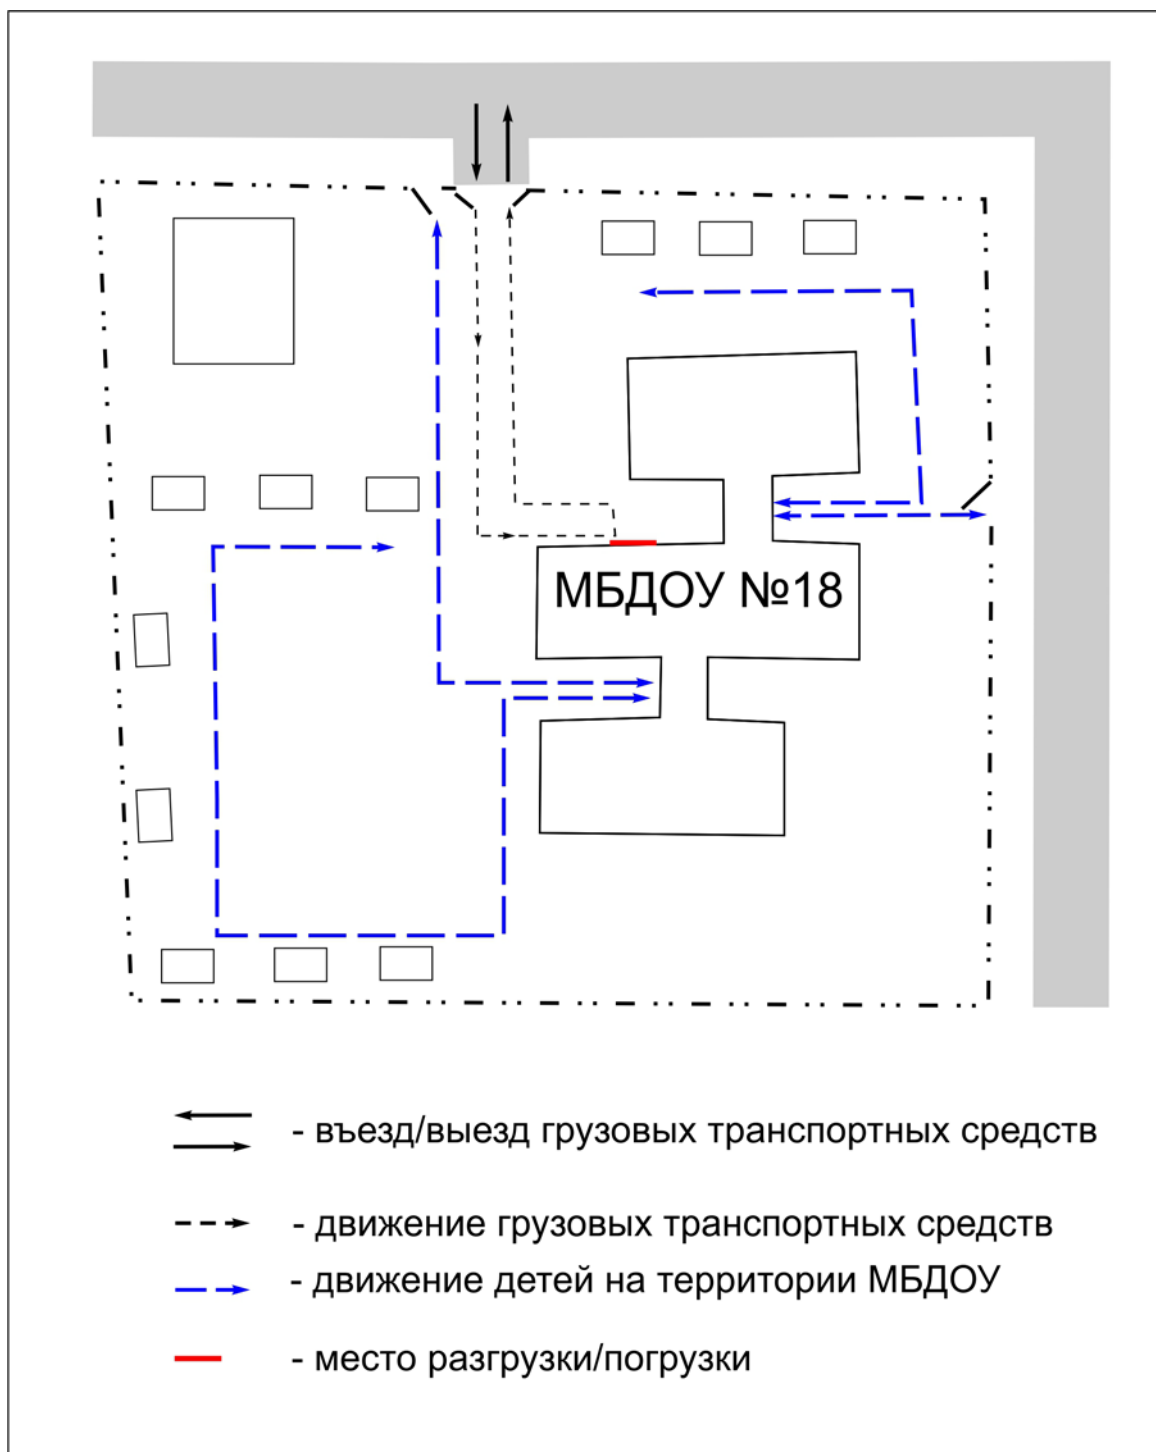 МБДОУ №18
- въезд/выезд грузовых транспортных средств
- движение грузовых транспортных средств
- движение детей на территории МБДОУ
- место разгрузки/погрузки